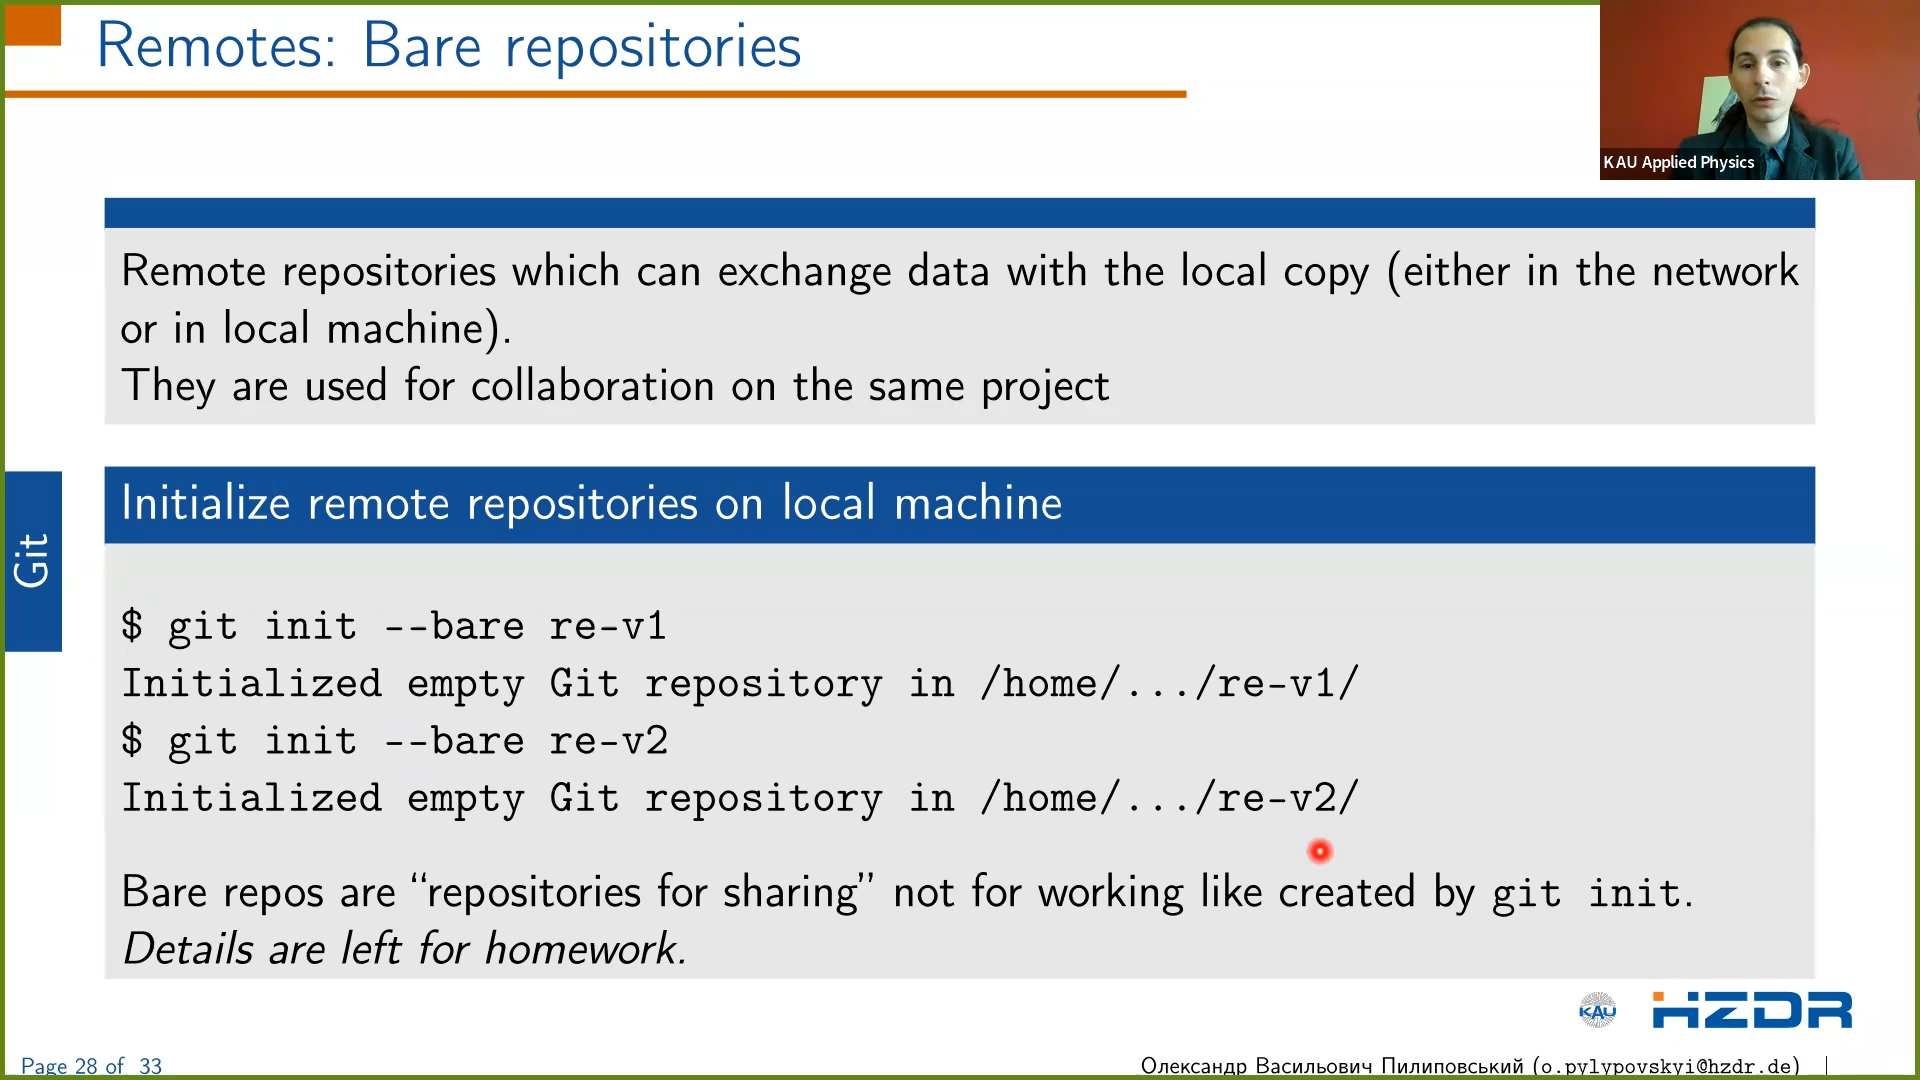 Remotes: Bare repositories
KAU Applied Physics
Remote repositories which can exchange data with the local copy (either in the network
or in local machine).
They are used for collaboration on the same project
Git
Initialize remote repositories on local machine
$ git init --bare re-v1
Initialized empty Git repository in /home/.../re-v1/
$ git init --bare re-v2
Initialized empty Git repository in /home/.../re-v2/
Bare repos are “repositories for sharing” not for working like created by git init.
Details are left for homework.
KAU
HZDR
Page 28 of 33
Олександр Васильович Пилиповський (o.pylypovskyi@hzdr.de) |